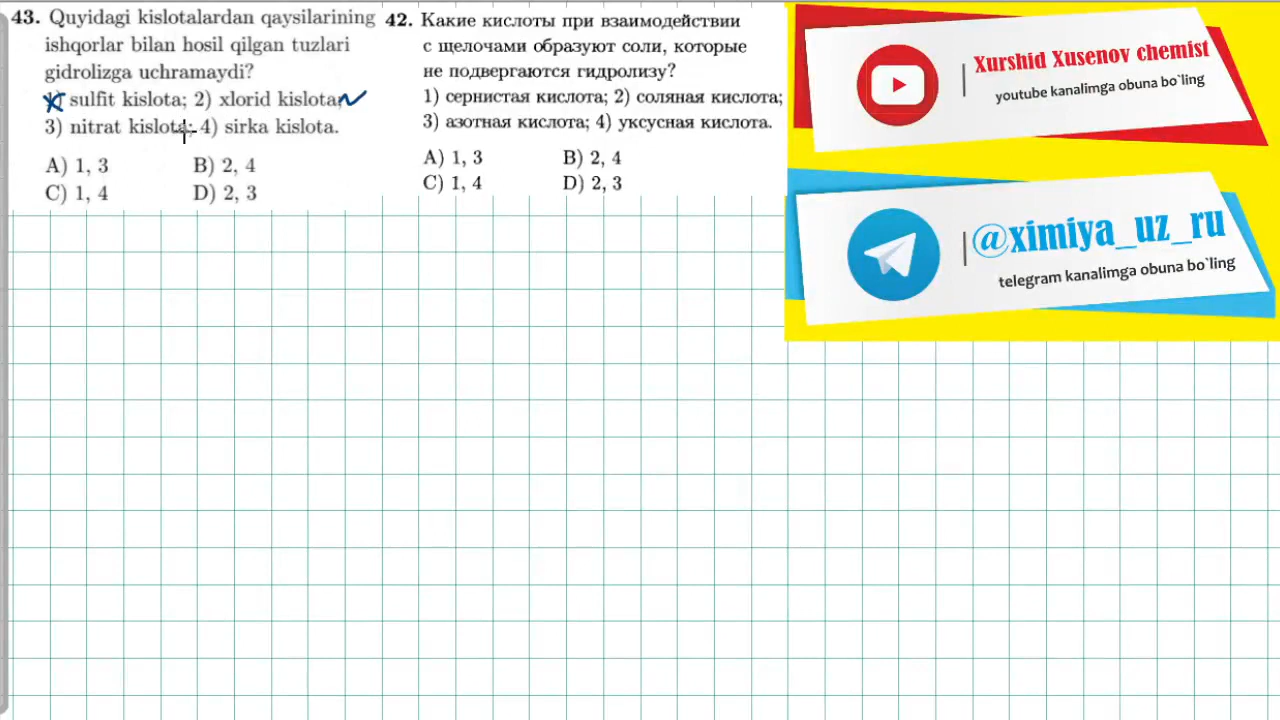 43. Quyidagi kislotalardan qaysilarining
ishqorlar bilan hosil qilgan tuzlari
gidrolizga uchramaydi?
1) sulfit kislota; 2) xlorid kislota;
3) nitrat kislota; 4) sirka kislota.
A) 1, 3 B) 2, 4
C) 1, 4 D) 2, 3
42. Какие кислоты при взаимодействии
с щелочами образуют соли, которые
не подвергаются гидролизу?
1) сернистая кислота; 2) соляная кислота;
3) азотная кислота; 4) уксусная кислота.
A) 1, 3 B) 2, 4
C) 1, 4 D) 2, 3
Xurshid Xusenov chemist
youtube kanalimga obuna bo`ling
@ximiya_uz_ru
telegram kanalimga obuna bo`ling